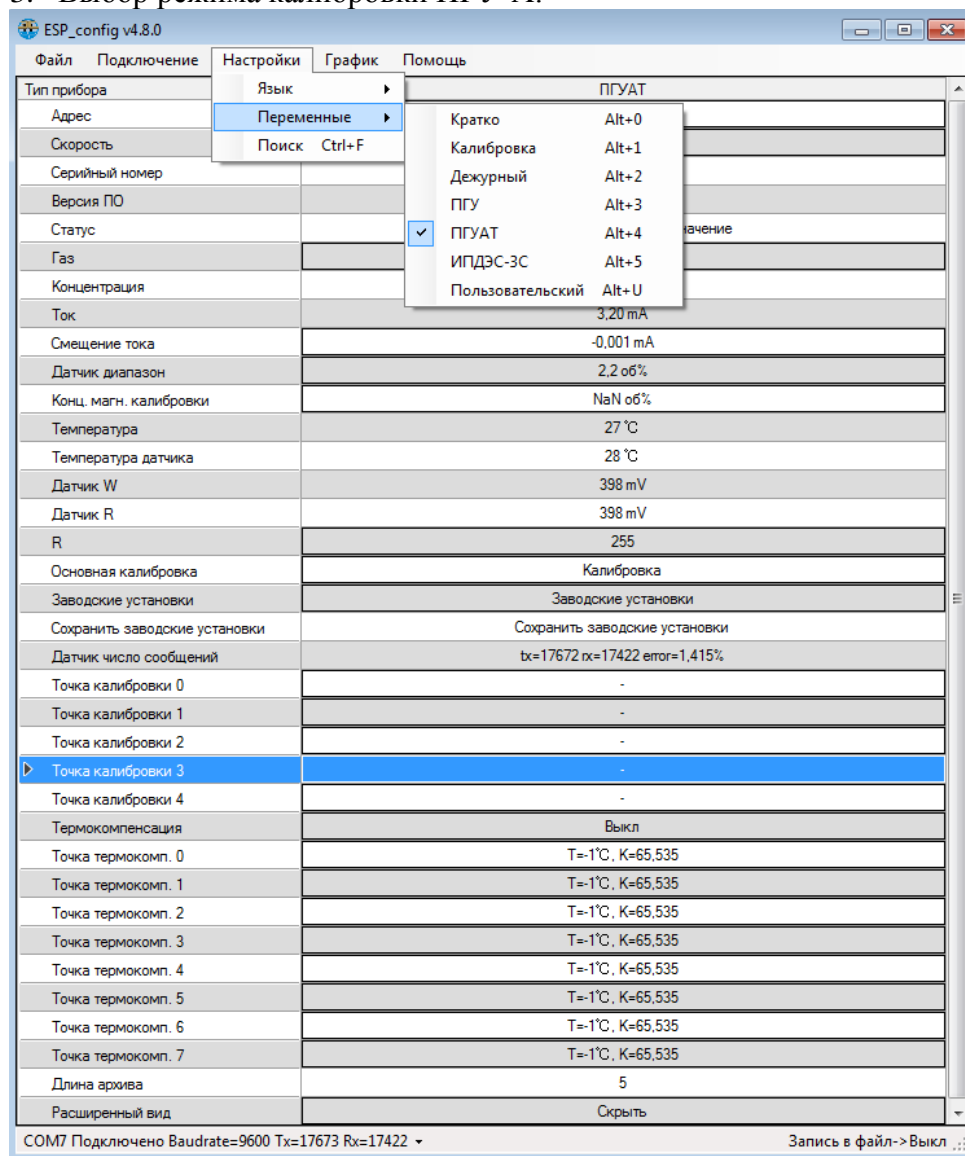 3. Выбор режима калибровки ПГУ-А.
ESP_config v4.8.0
Файл Подключение Настройки График Помощь
Язык
Переменные
Поиск Ctrl+F
Кратко Alt+0
Калибровка Alt+1
Дежурный Alt+2
ПГУ Alt+3
ПГУАТ Alt+4
ИПДЭС-3С Alt+5
Пользовательский Alt+U
Тип прибора ПГУАТ
Адрес
Скорость
Серийный номер
Версия ПО
Статус ачение
Газ
Концентрация
Ток 3,20 mA
Смещение тока -0,001 mA
Датчик диапазон 2,2 об%
Конц. магн. калибровки NaN об%
Температура 27 °C
Температура датчика 28 °C
Датчик W 398 mV
Датчик R 398 mV
R 255
Основная калибровка Калибровка
Заводские установки Заводские установки
Сохранить заводские установки Сохранить заводские установки
Датчик число сообщений tx=17672 rx=17422 error=1,415%
Точка калибровки 0 -
Точка калибровки 1 -
Точка калибровки 2 -
Точка калибровки 3 -
Точка калибровки 4 -
Термокомпенсация Выкл
Точка термокомп. 0 T=-1°C, K=65,535
Точка термокомп. 1 T=-1°C, K=65,535
Точка термокомп. 2 T=-1°C, K=65,535
Точка термокомп. 3 T=-1°C, K=65,535
Точка термокомп. 4 T=-1°C, K=65,535
Точка термокомп. 5 T=-1°C, K=65,535
Точка термокомп. 6 T=-1°C, K=65,535
Точка термокомп. 7 T=-1°C, K=65,535
Длина архива 5
Расширенный вид Скрыть
COM7 Подключено Baudrate=9600 Tx=17673 Rx=17422 Запись в файл->Выкл